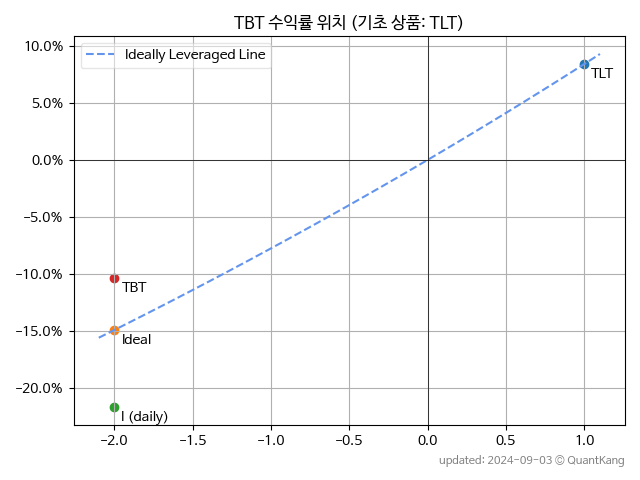 TBT 수익률 위치 (기초 상품: TLT)
Ideally Leveraged Line
10.0%
5.0%
0.0%
−5.0%
−10.0%
−15.0%
−20.0%
TLT
TBT
Ideal
I (daily)
−2.0 −1.5 −1.0 −0.5 0.0 0.5 1.0
updated: 2024-09-03 © QuantKang